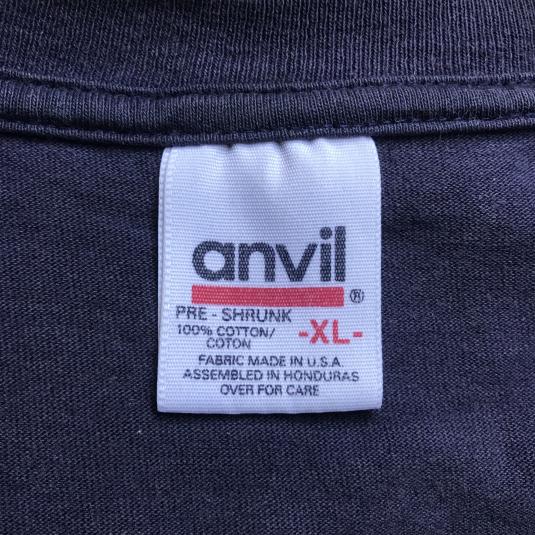 anvil®
PRE - SHRUNK
100% COTTON/
COTON
-XL-
FABRIC MADE IN U.S.A.
ASSEMBLED IN HONDURAS
OVER FOR CARE